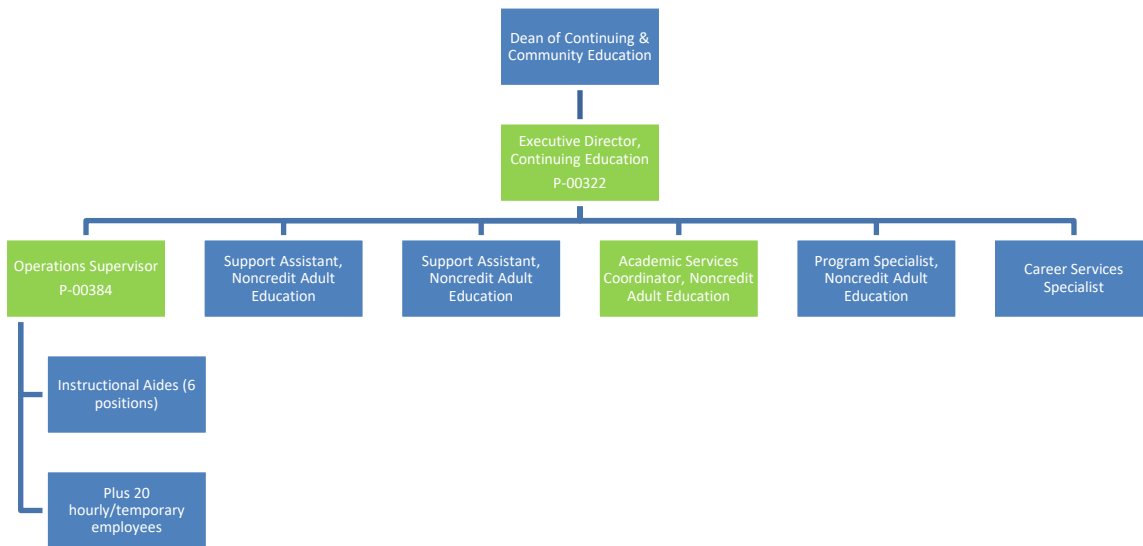 Dean of Continuing &
Community Education
Executive Director,
Continuing Education
P-00322
Operations Supervisor
P-00384
Support Assistant,
Noncredit Adult
Education
Support Assistant,
Noncredit Adult
Education
Academic Services
Coordinator, Noncredit
Adult Education
Program Specialist,
Noncredit Adult
Education
Career Services
Specialist
Instructional Aides (6
positions)
Plus 20
hourly/temporary
employees